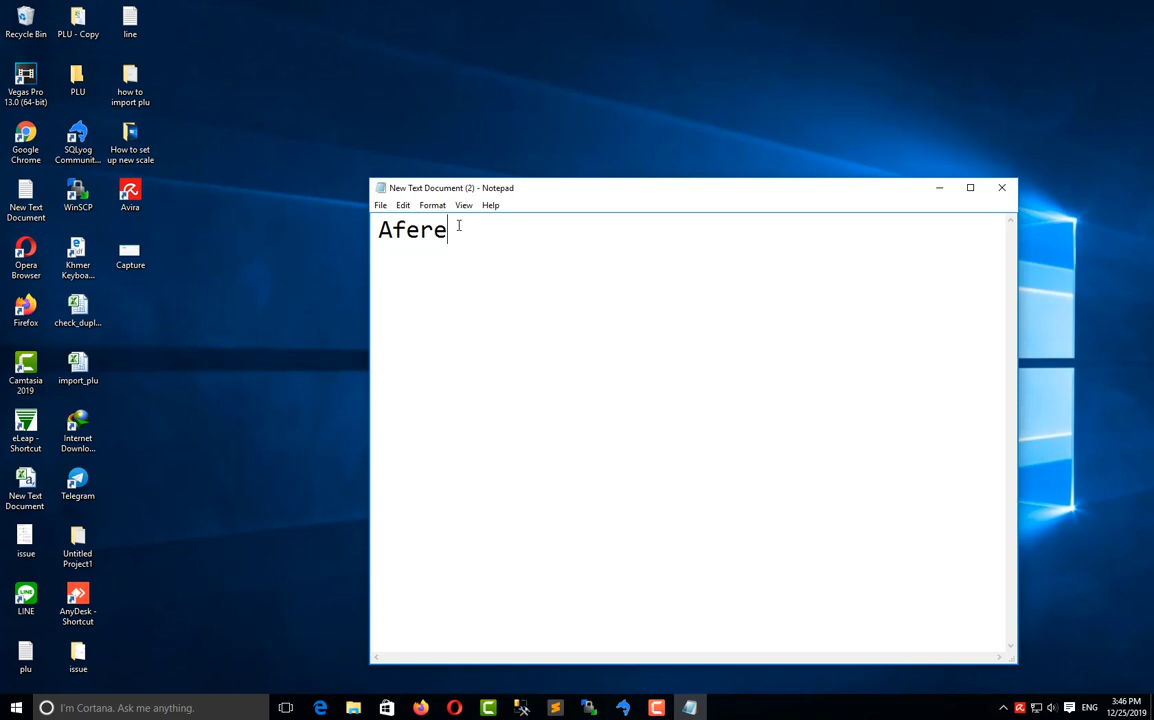 Recycle Bin
PLU - Copy
line
Vegas Pro
13.0 (64-bit)
PLU
how to
import plu
Google
Chrome
SQLyog
Communit...
How to set
up new scale
New Text
Document
WinSCP
Avira
Opera
Browser
Khmer
Keyboa...
Capture
Firefox
check_dupl...
Camtasia
2019
import_plu
eLeap -
Shortcut
Internet
Downlo...
New Text
Document
Telegram
issue
Untitled
Project1
LINE
AnyDesk -
Shortcut
plu
issue
New Text Document (2) - Notepad
File Edit Format View Help
Afere
I'm Cortana. Ask me anything.
ENG
3:46 PM
12/25/2019